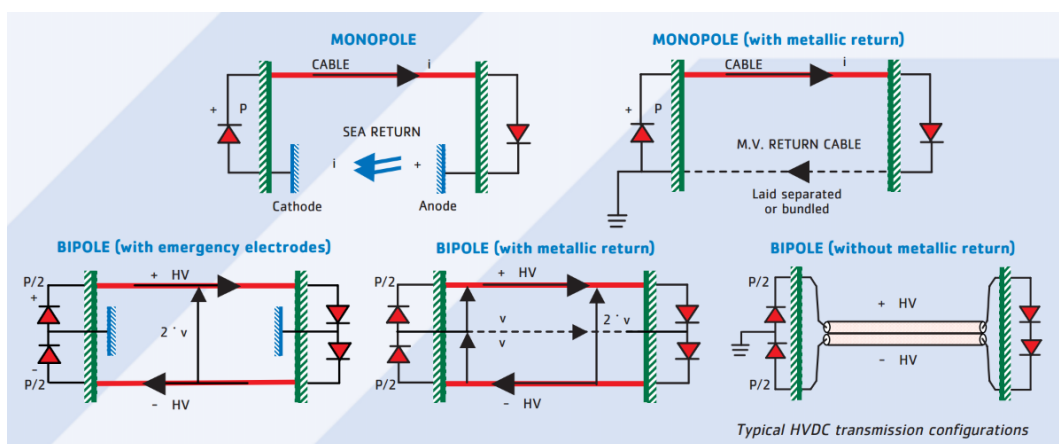 MONOPOLE
CABLE
i
+
P
SEA RETURN
i
+
Cathode
Anode
MONOPOLE (with metallic return)
CABLE
i
+
P
M.V. RETURN CABLE
Laid separated
or bundled
BIPOLE (with emergency electrodes)
P/2
+
+ HV
2 · v
–
P/2
– HV
BIPOLE (with metallic return)
P/2
+ HV
v
2 · v
v
P/2
– HV
BIPOLE (without metallic return)
P/2
+ HV
– HV
P/2
Typical HVDC transmission configurations